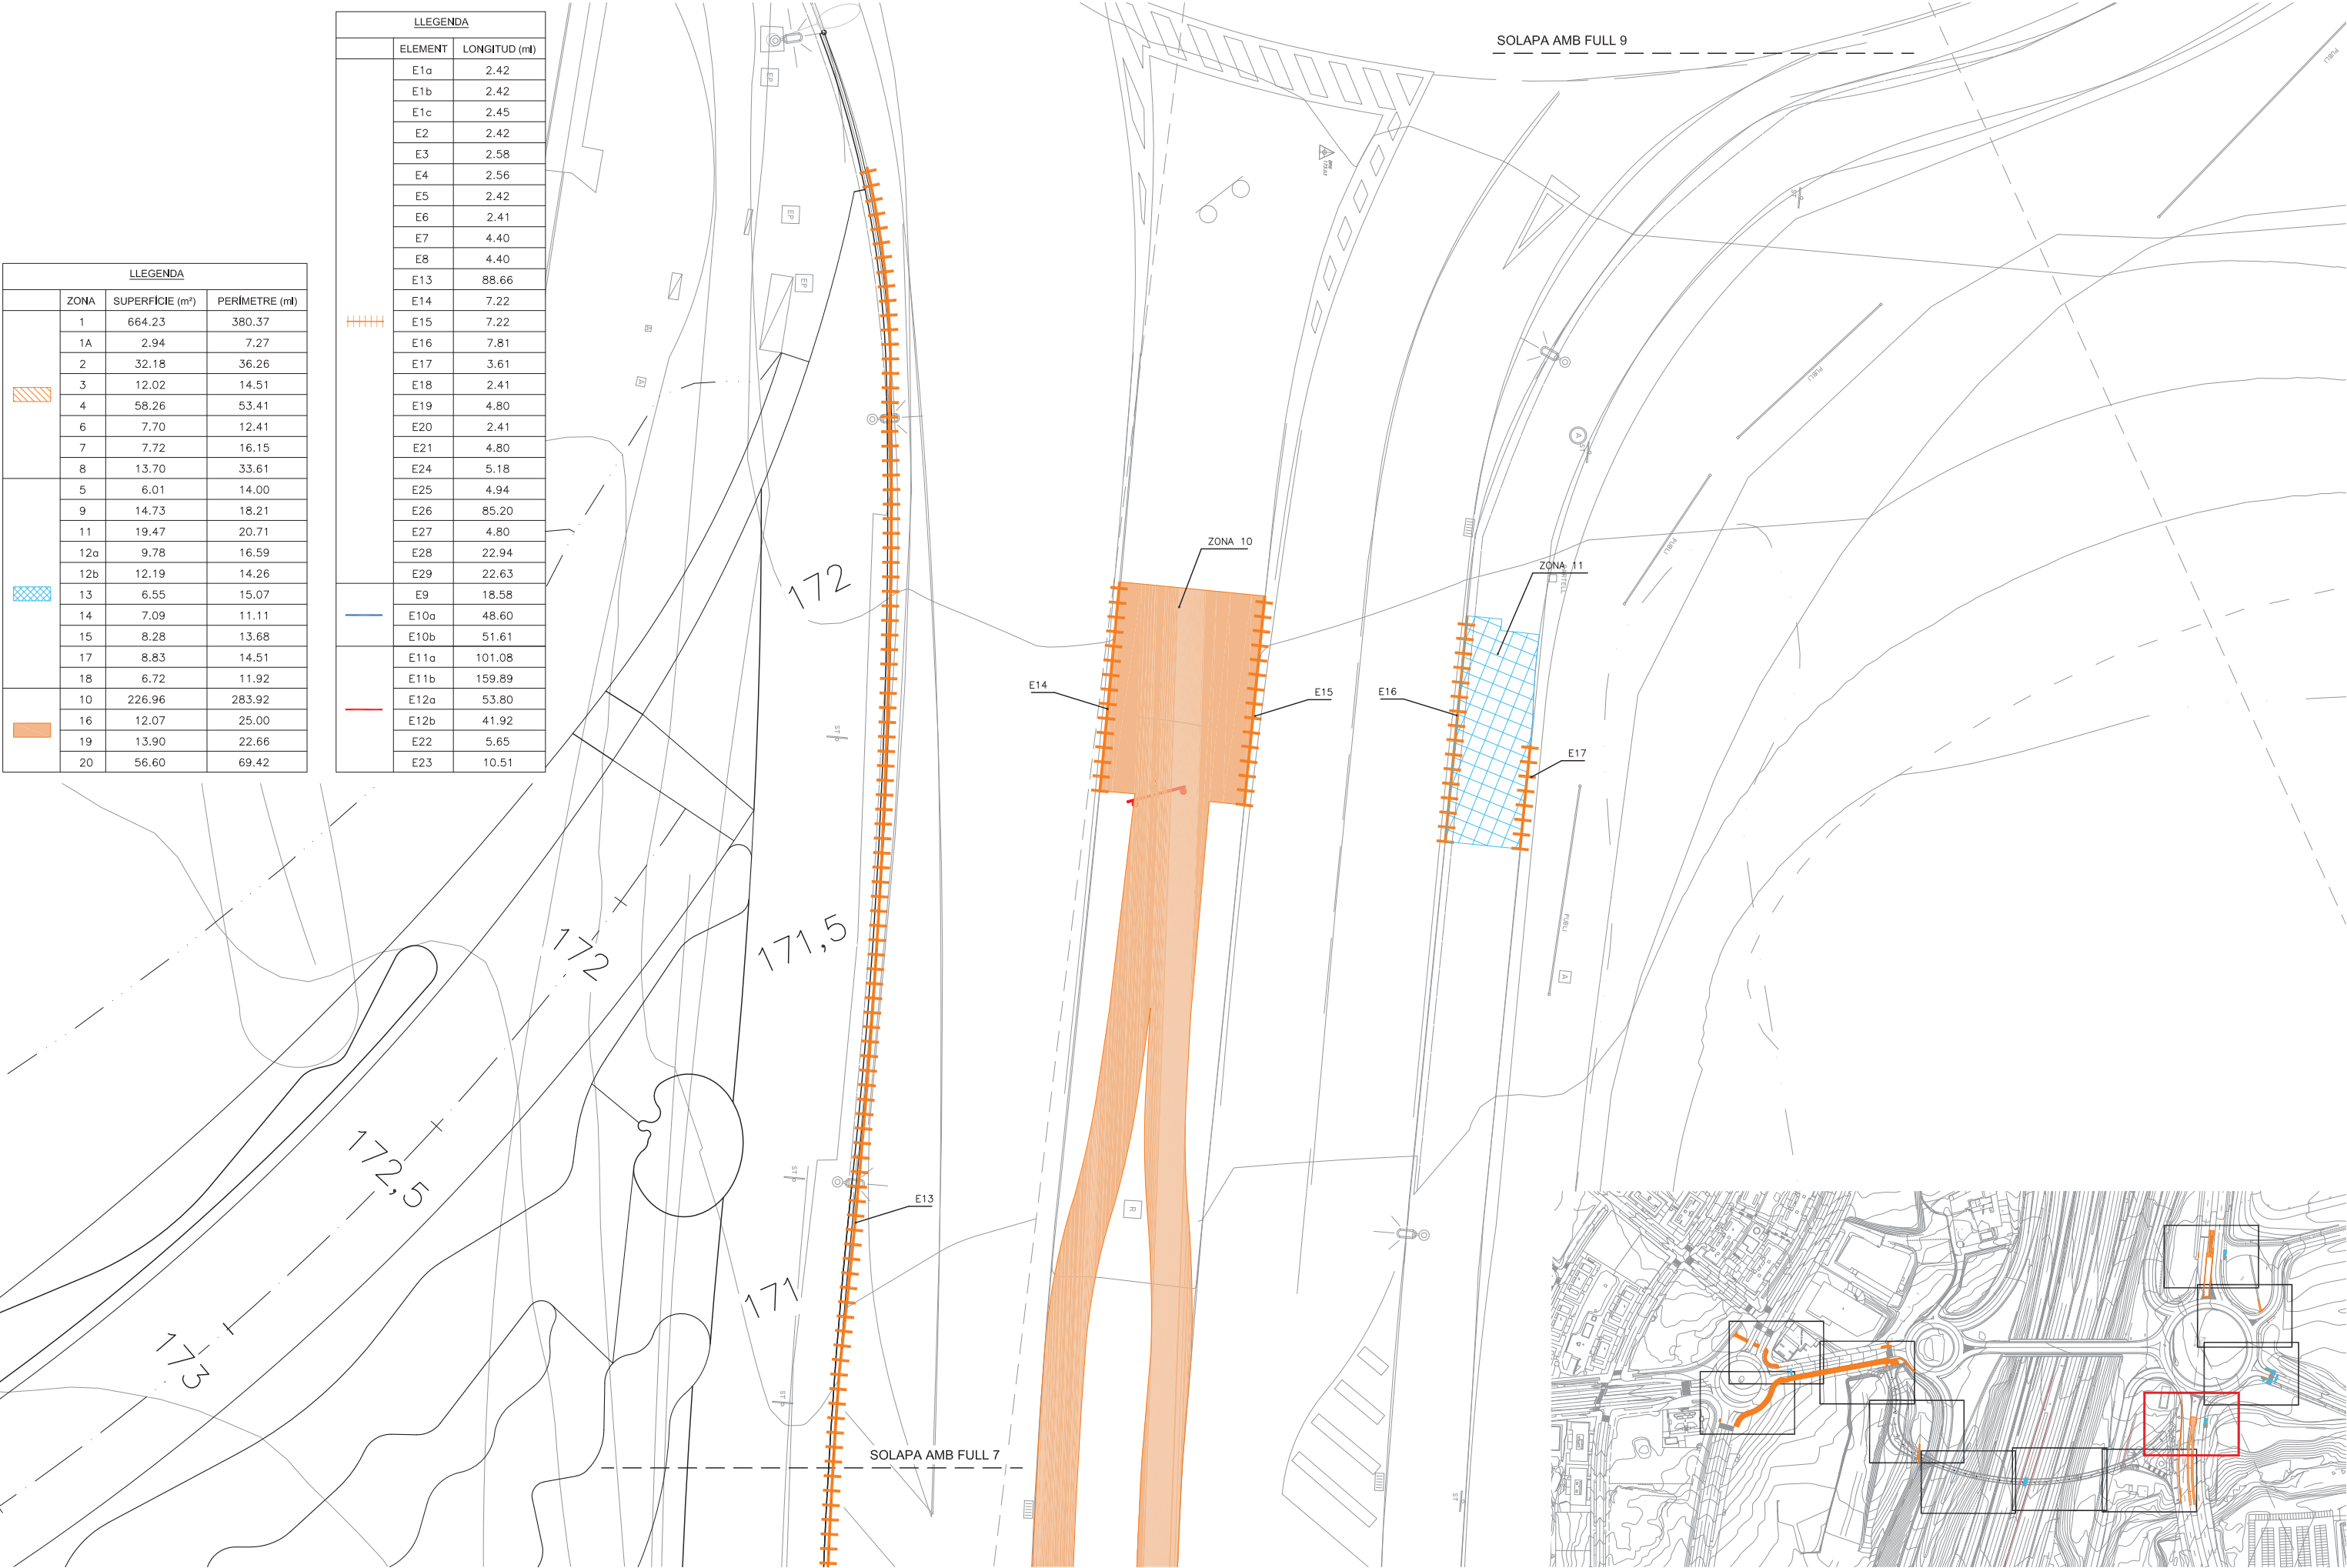 LLEGENDA
ZONA SUPERFÍCIE (m²) PERÍMETRE (ml)
1 664.23 380.37
1A 2.94 7.27
2 32.18 36.26
3 12.02 14.51
4 58.26 53.41
6 7.70 12.41
7 7.72 16.15
8 13.70 33.61
5 6.01 14.00
9 14.73 18.21
11 19.47 20.71
12a 9.78 16.59
12b 12.19 14.26
13 6.55 15.07
14 7.09 11.11
15 8.28 13.68
17 8.83 14.51
18 6.72 11.92
10 226.96 283.92
16 12.07 25.00
19 13.90 22.66
20 56.60 69.42
LLEGENDA
ELEMENT LONGITUD (ml)
E1a 2.42
E1b 2.42
E1c 2.45
E2 2.42
E3 2.58
E4 2.56
E5 2.42
E6 2.41
E7 4.40
E8 4.40
E13 88.66
E14 7.22
E15 7.22
E16 7.81
E17 3.61
E18 2.41
E19 4.80
E20 2.41
E21 4.80
E24 5.18
E25 4.94
E26 85.20
E27 4.80
E28 22.94
E29 22.63
E9 18.58
E10a 48.60
E10b 51.61
E11a 101.08
E11b 159.89
E12a 53.80
E12b 41.92
E22 5.65
E23 10.51
SOLAPA AMB FULL 9
PUBLI
EP
EP
EP
ST
PUBLI
A
A
ST
ZONA 10
ZONA 11
PUBLI
172
E14
E15
E16
E17
ST
172
171,5
PUBLI
A
172,5
ST
E13
R
171
173
ST
SOLAPA AMB FULL 7
ST